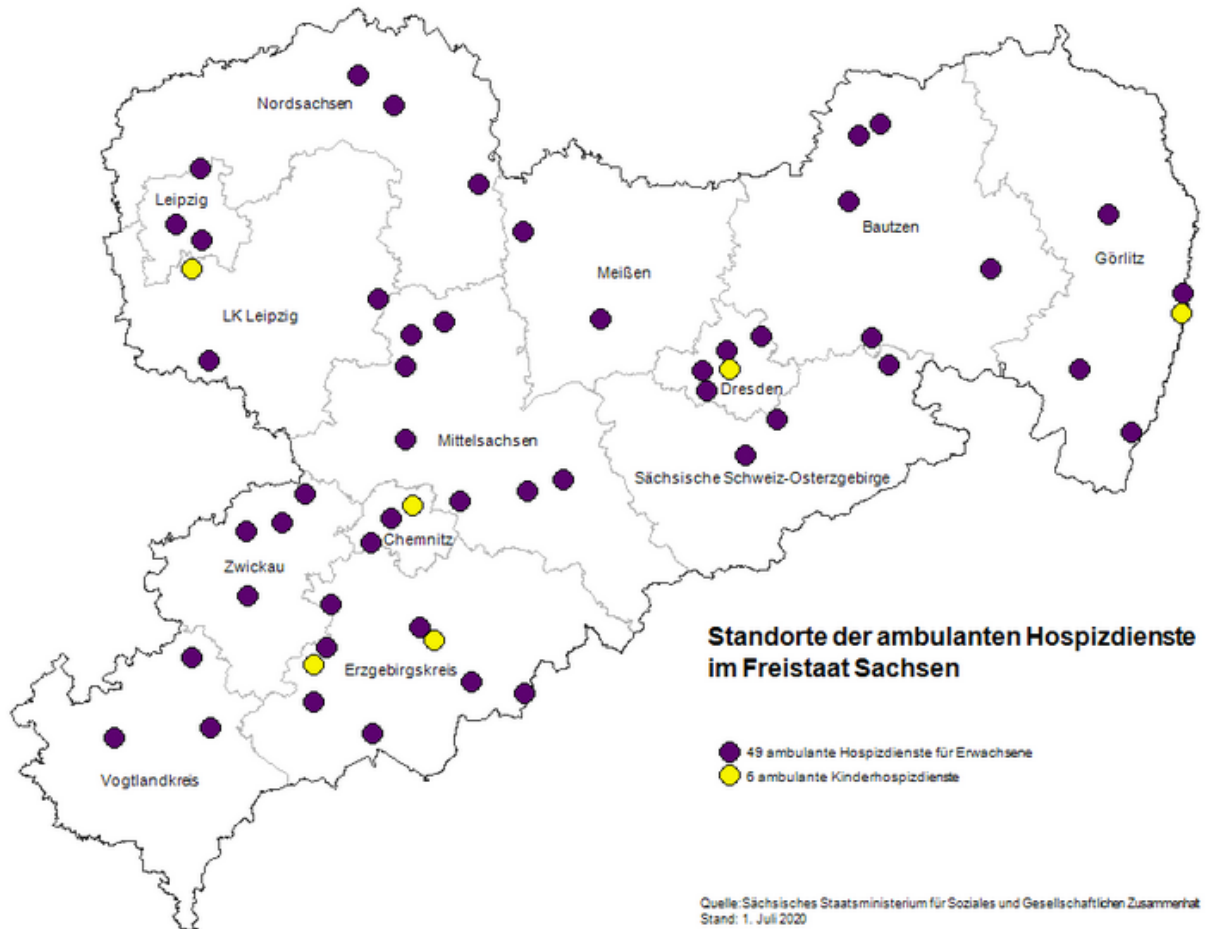 Nordsachsen
Leipzig
Bautzen
Görlitz
Meißen
LK Leipzig
Dresden
Mittelsachsen
Sächsische Schweiz-Osterzgebirge
Chemnitz
Zwickau
Erzgebirgskreis
Vogtlandkreis
Standorte der ambulanten Hospizdienste
im Freistaat Sachsen
49 ambulante Hospizdienste für Erwachsene
6 ambulante Kinderhospizdienste
Quelle:Sächsisches Staatsministerium für Soziales und Gesellschaftlichen Zusammenhalt
Stand: 1. Juli 2020